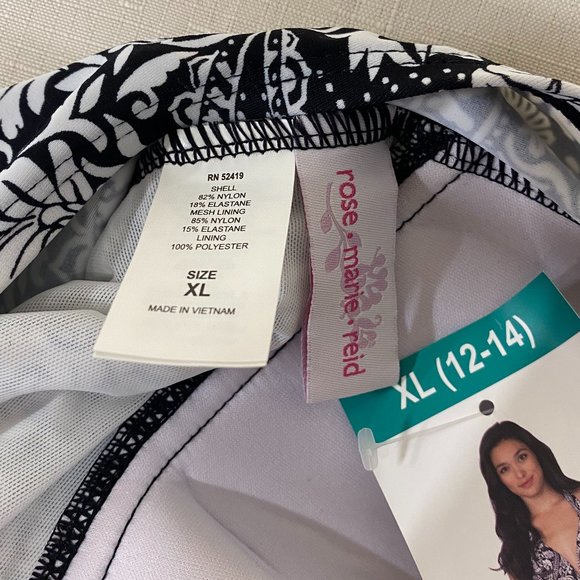 RN 52419
SHELL
82% NYLON
18% ELASTANE
MESH LINING
85% NYLON
15% ELASTANE
LINING
100% POLYESTER
SIZE
XL
MADE IN VIETNAM
rose • marie • reid
XL (12-14)